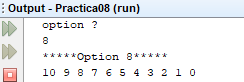 Output - Practica08 (run)
option ?
8
*****Option 8*****
10 9 8 7 6 5 4 3 2 1 0